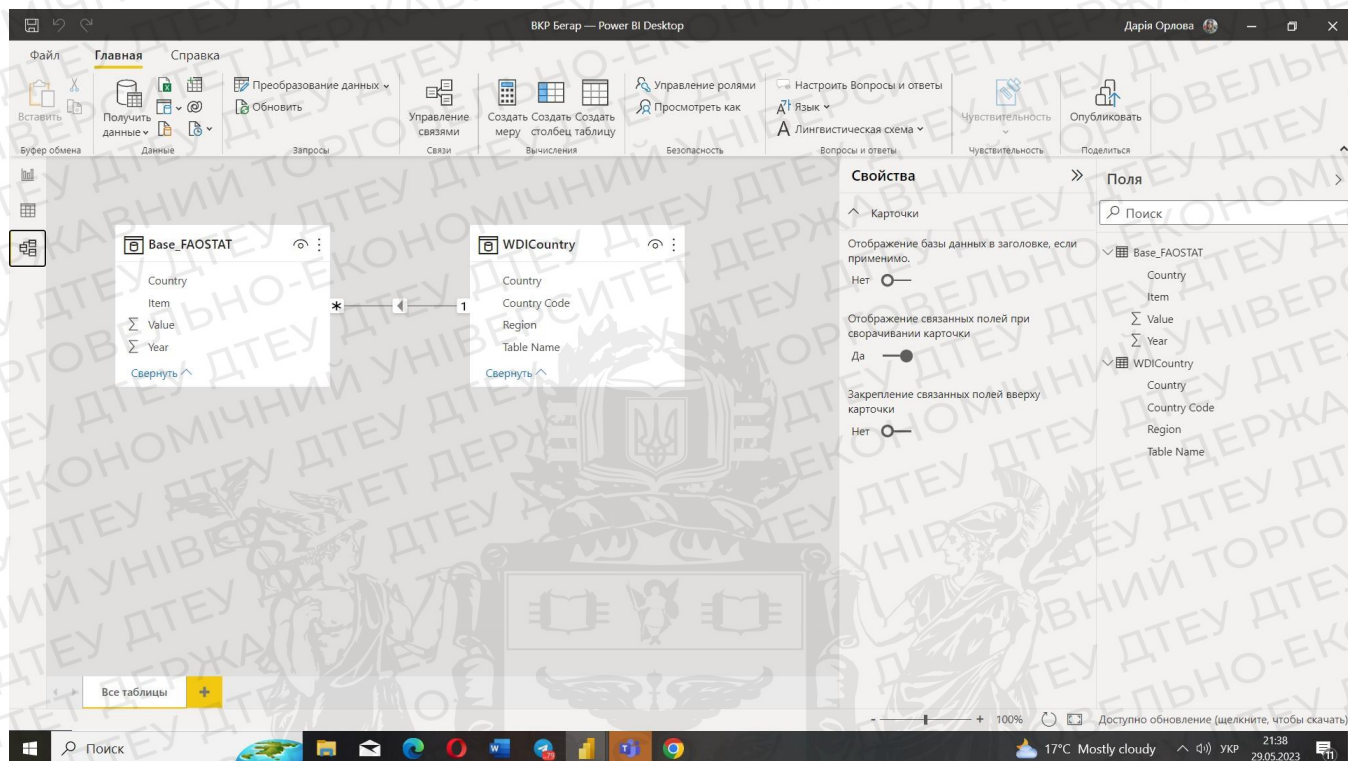 ВКР Бегар — Power BI Desktop
Дарія Орлова
Файл
Главная
Справка
Вставить
Получить данные
Преобразование данных
Обновить
Управление связями
Создать меру
Создать столбец
Создать таблицу
Управление ролями
Просмотреть как
Настроить Вопросы и ответы
Язык
Лингвистическая схема
Чувствительность
Опубликовать
Буфер обмена
Данные
Запросы
Связи
Вычисления
Безопасность
Вопросы и ответы
Чувствительность
Поделиться
Base_FAOSTAT
Country
Item
Value
Year
Свернуть
* 1
WDICountry
Country
Country Code
Region
Table Name
Свернуть
Свойства
Карточки
Отображение базы данных в заголовке, если
применимо.
Нет
Отображение связанных полей при
сворачивании карточки
Да
Закрепление связанных полей вверху
карточки
Нет
Поля
Поиск
Base_FAOSTAT
Country
Item
Value
Year
WDICountry
Country
Country Code
Region
Table Name
Все таблицы
+
- + 100%
Доступно обновление (щелкните, чтобы скачать)
Поиск
79
17°C Mostly cloudy
УКР
21:38
29.05.2023
11